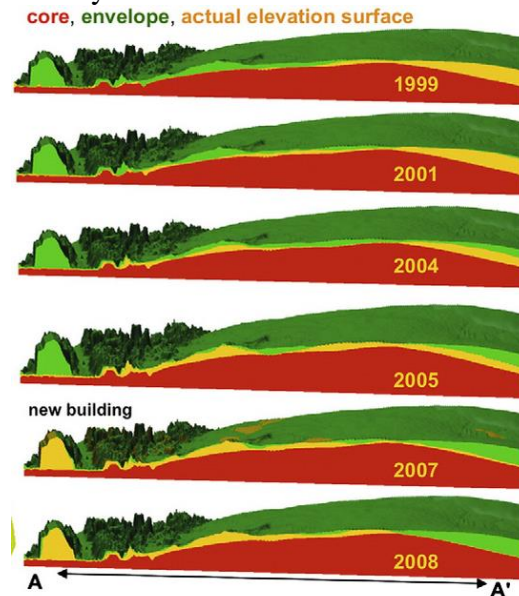 core, envelope, actual elevation surface
1999
2001
2004
2005
new building
2007
2008
A A'